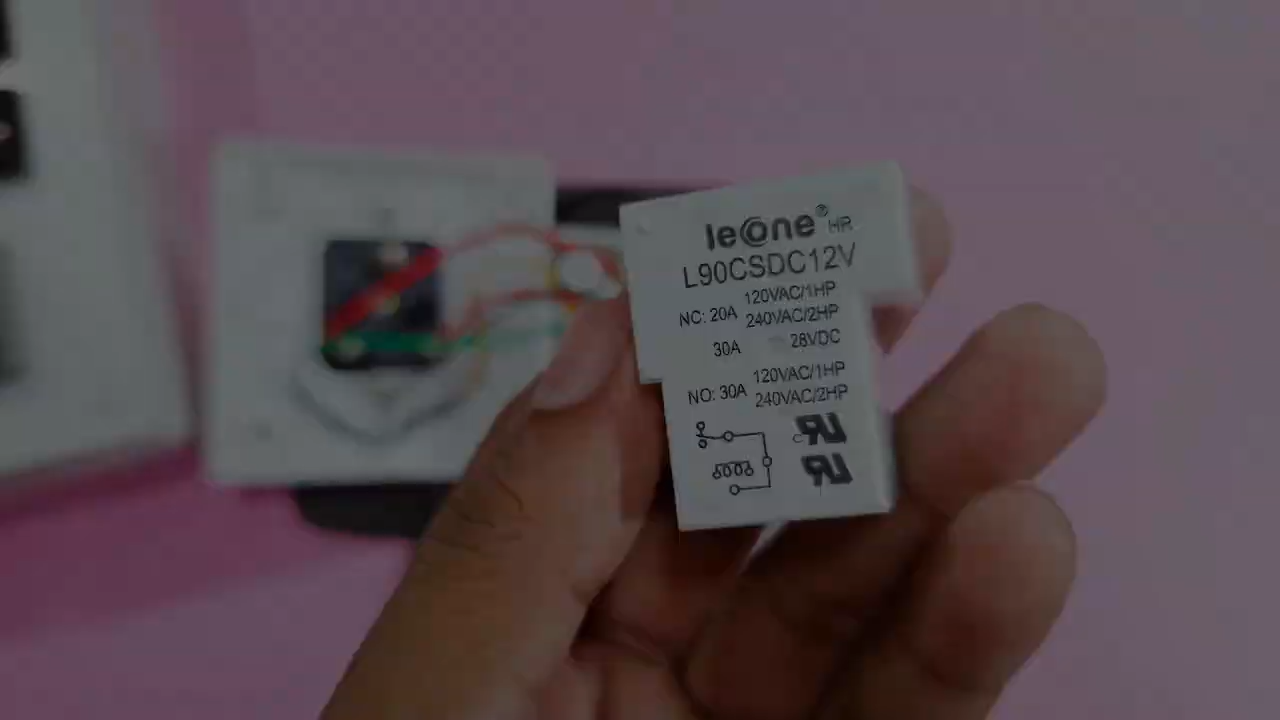 leone® HR
L90CSDC12V
NC: 20A 120VAC/1HP
240VAC/2HP
30A 28VDC
NO: 30A 120VAC/1HP
240VAC/2HP